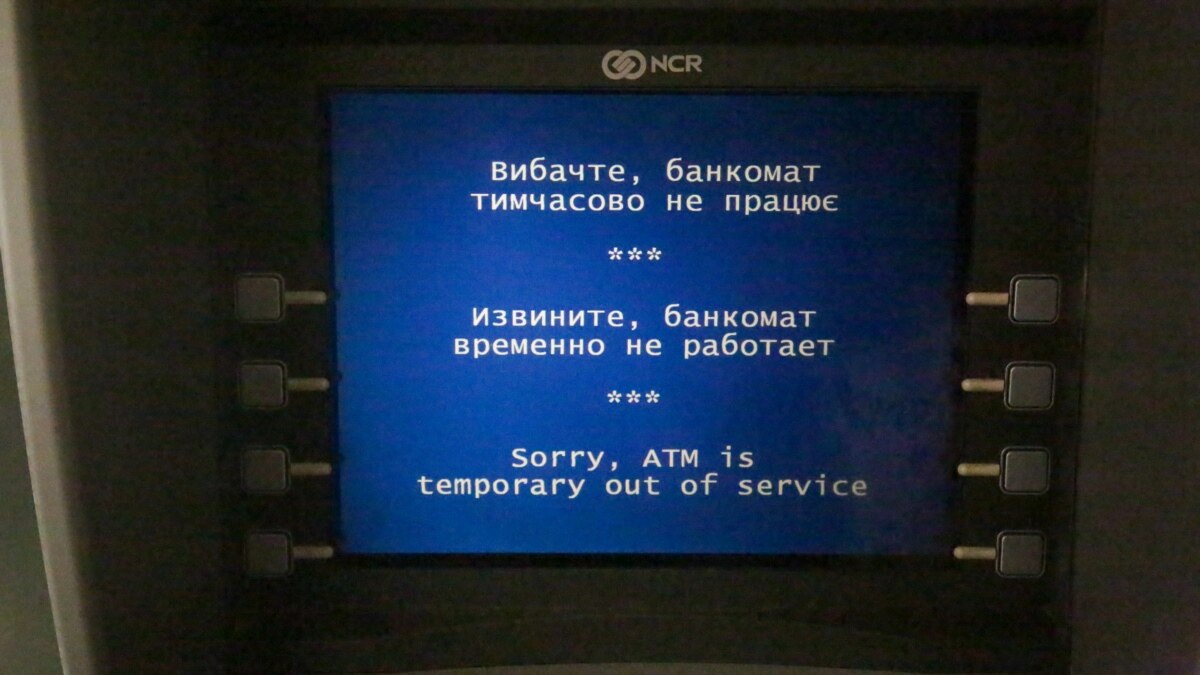 NCR
Вибачте, банкомат
тимчасово не працює
***
Извините, банкомат
временно не работает
***
Sorry, ATM is
temporary out of service